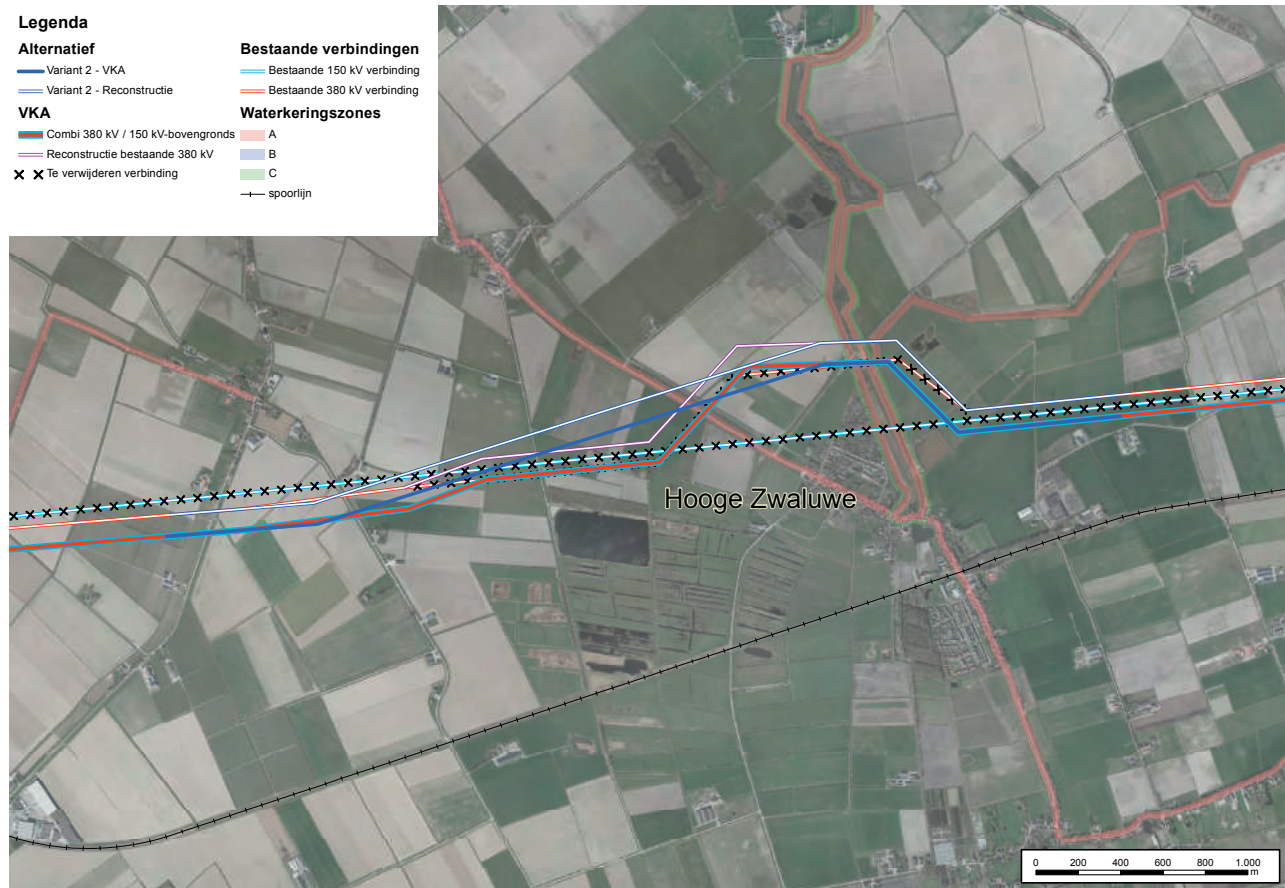 Legenda
Alternatief
Variant 2 - VKA
Variant 2 - Reconstructie
VKA
Combi 380 kV / 150 kV-bovengronds
Reconstructie bestaande 380 kV
Te verwijderen verbinding
Bestaande verbindingen
Bestaande 150 kV verbinding
Bestaande 380 kV verbinding
Waterkeringszones
A
B
C
spoorlijn
Hooge Zwaluwe
0 200 400 600 800 1.000
m